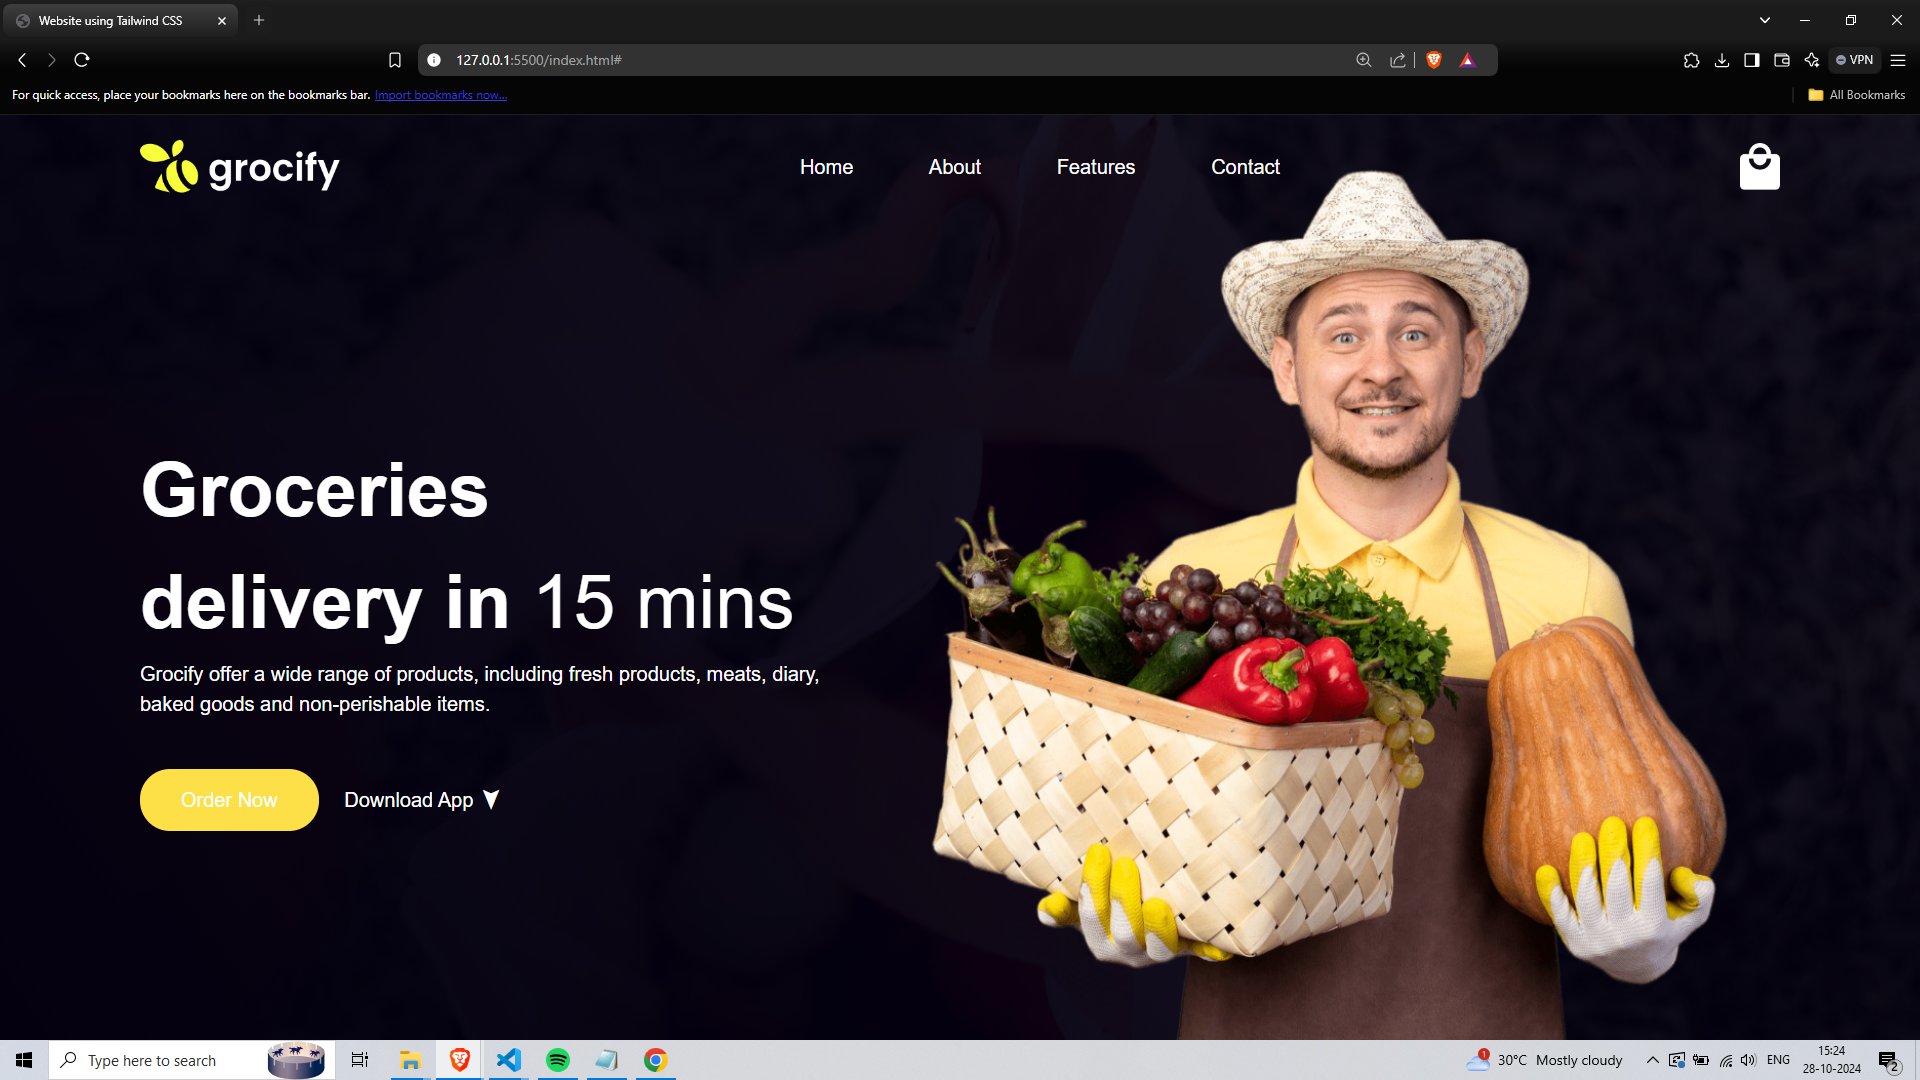 Website using Tailwind CSS
127.0.0.1:5500/index.html#
VPN
For quick access, place your bookmarks here on the bookmarks bar. Import bookmarks now...
All Bookmarks
grocify
Home
About
Features
Contact
Groceries
delivery in 15 mins
Grocify offer a wide range of products, including fresh products, meats, diary,
baked goods and non-perishable items.
Order Now
Download App
Type here to search
1
30°C Mostly cloudy
ENG
15:24
28-10-2024
2